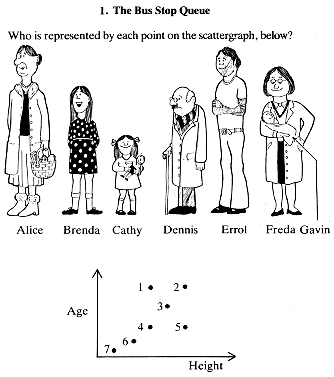 1. The Bus Stop Queue
Who is represented by each point on the scattergraph, below?
Alice Brenda Cathy Dennis Errol Freda Gavin
Age
1 2
3
4 5
6
7
Height